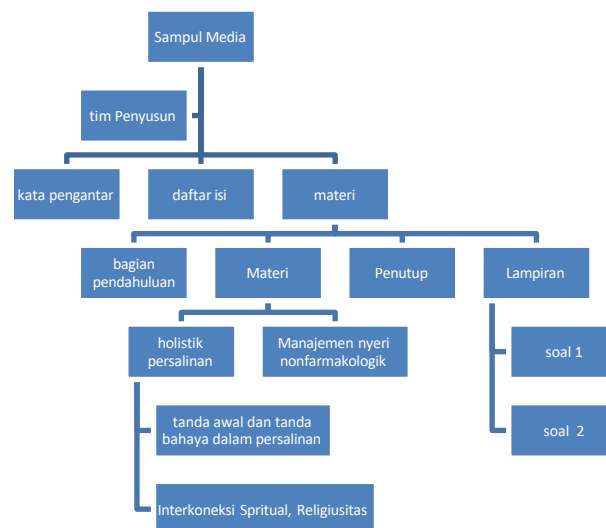 Sampul Media
tim Penyusun
kata pengantar
daftar isi
materi
bagian
pendahuluan
Materi
Penutup
Lampiran
holistik
persalinan
Manajemen nyeri
nonfarmakologik
soal 1
tanda awal dan tanda
bahaya dalam persalinan
soal 2
Interkoneksi Spritual, Religiusitas